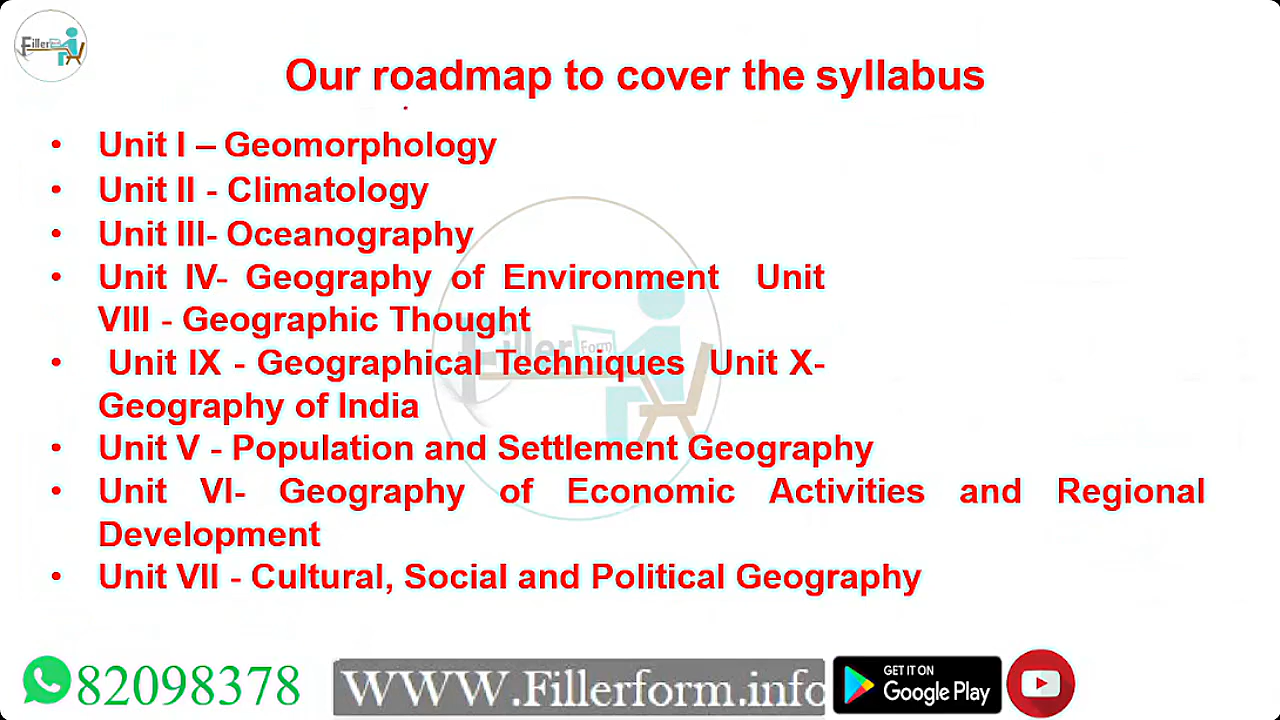 Filler
Our roadmap to cover the syllabus
• Unit I – Geomorphology
• Unit II - Climatology
• Unit III- Oceanography
• Unit IV- Geography of Environment Unit
VIII - Geographic Thought
• Unit IX - Geographical Techniques Unit X-
Geography of India
• Unit V - Population and Settlement Geography
• Unit VI- Geography of Economic Activities and Regional
Development
• Unit VII - Cultural, Social and Political Geography
Filler Form
82098378
WWW.Fillerform.info
GET IT ON
Google Play